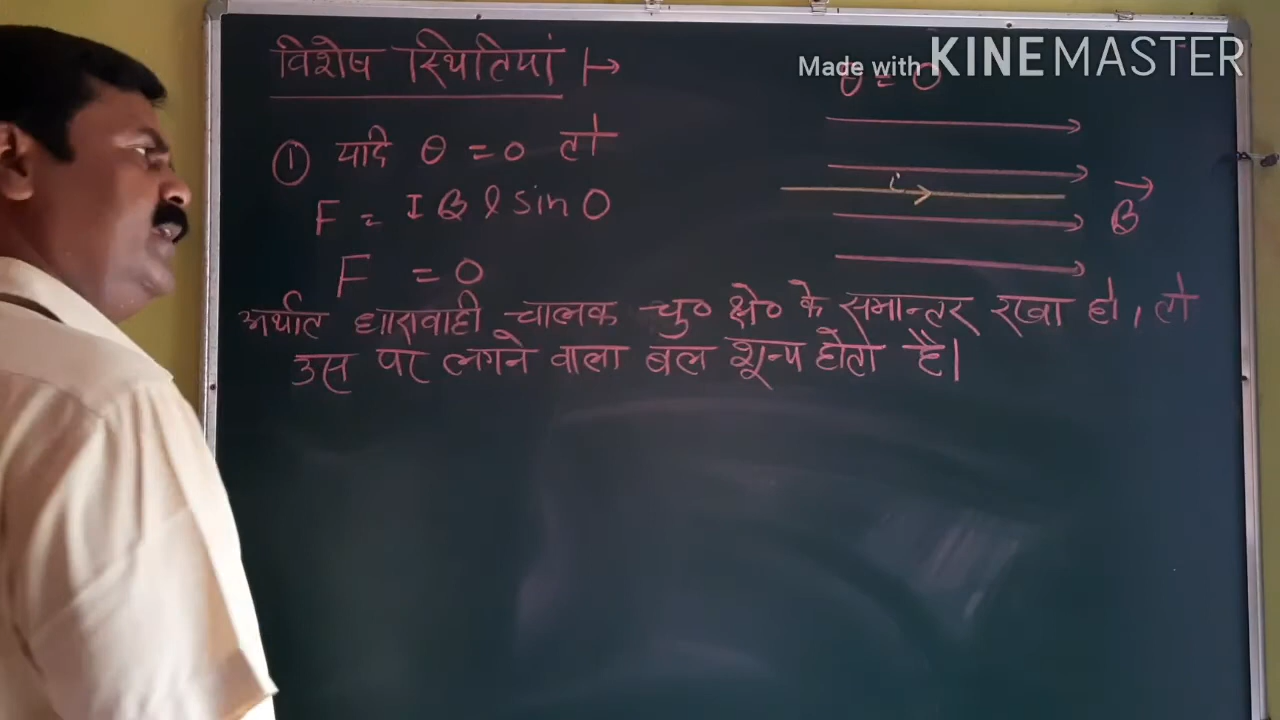 विशेष स्थितियां
Made with KINEMASTER
θ = 0
① यदि θ = 0 तो
F = I B l sin 0
i
B⃗
F = 0
अर्थात धारावाही चालक चु० क्षे० के समान्तर रखा हो, तो
उस पर लगने वाला बल शून्य होता है।